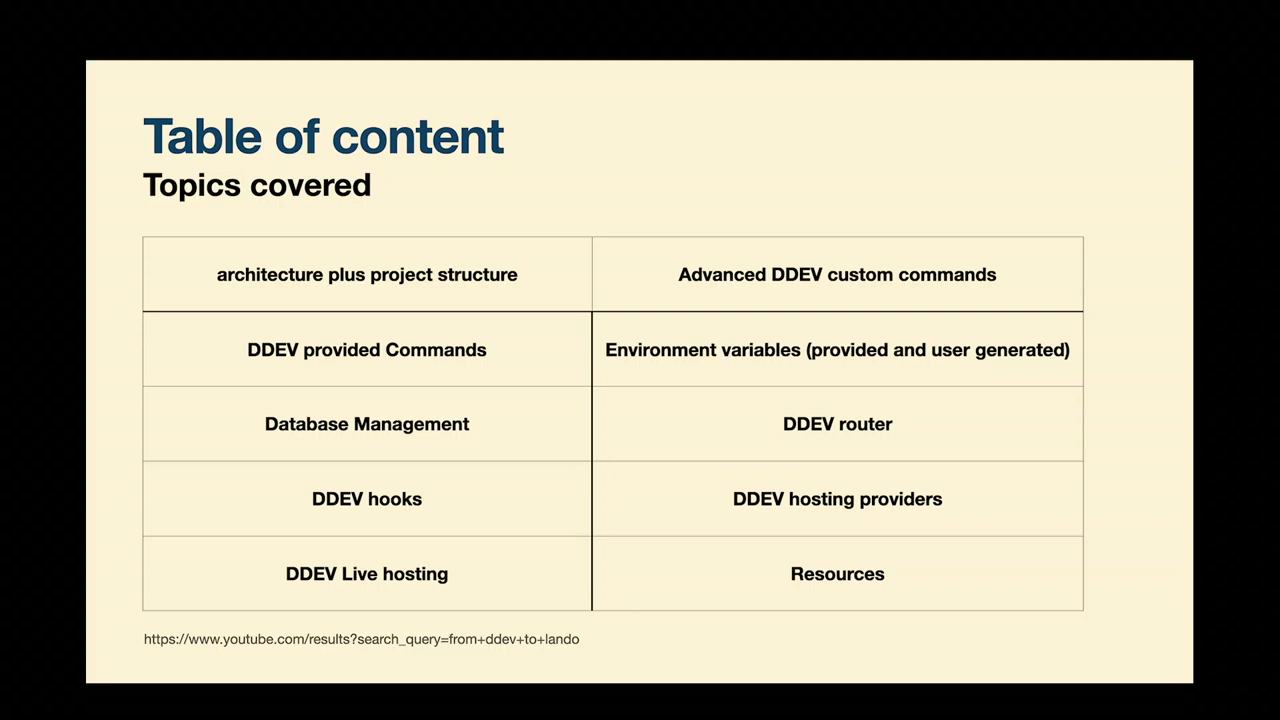 Table of content
Topics covered
architecture plus project structure
Advanced DDEV custom commands
DDEV provided Commands
Environment variables (provided and user generated)
Database Management
DDEV router
DDEV hooks
DDEV hosting providers
DDEV Live hosting
Resources
https://www.youtube.com/results?search_query=from+ddev+to+lando